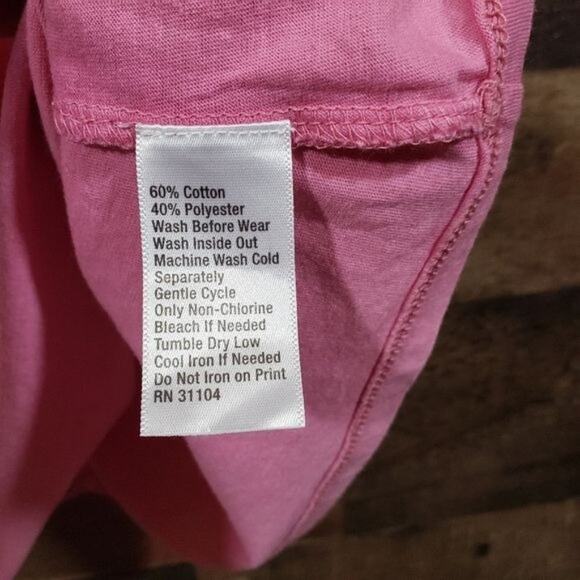 60% Cotton
40% Polyester
Wash Before Wear
Wash Inside Out
Machine Wash Cold
Separately
Gentle Cycle
Only Non-Chlorine
Bleach If Needed
Tumble Dry Low
Cool Iron If Needed
Do Not Iron on Print
RN 31104